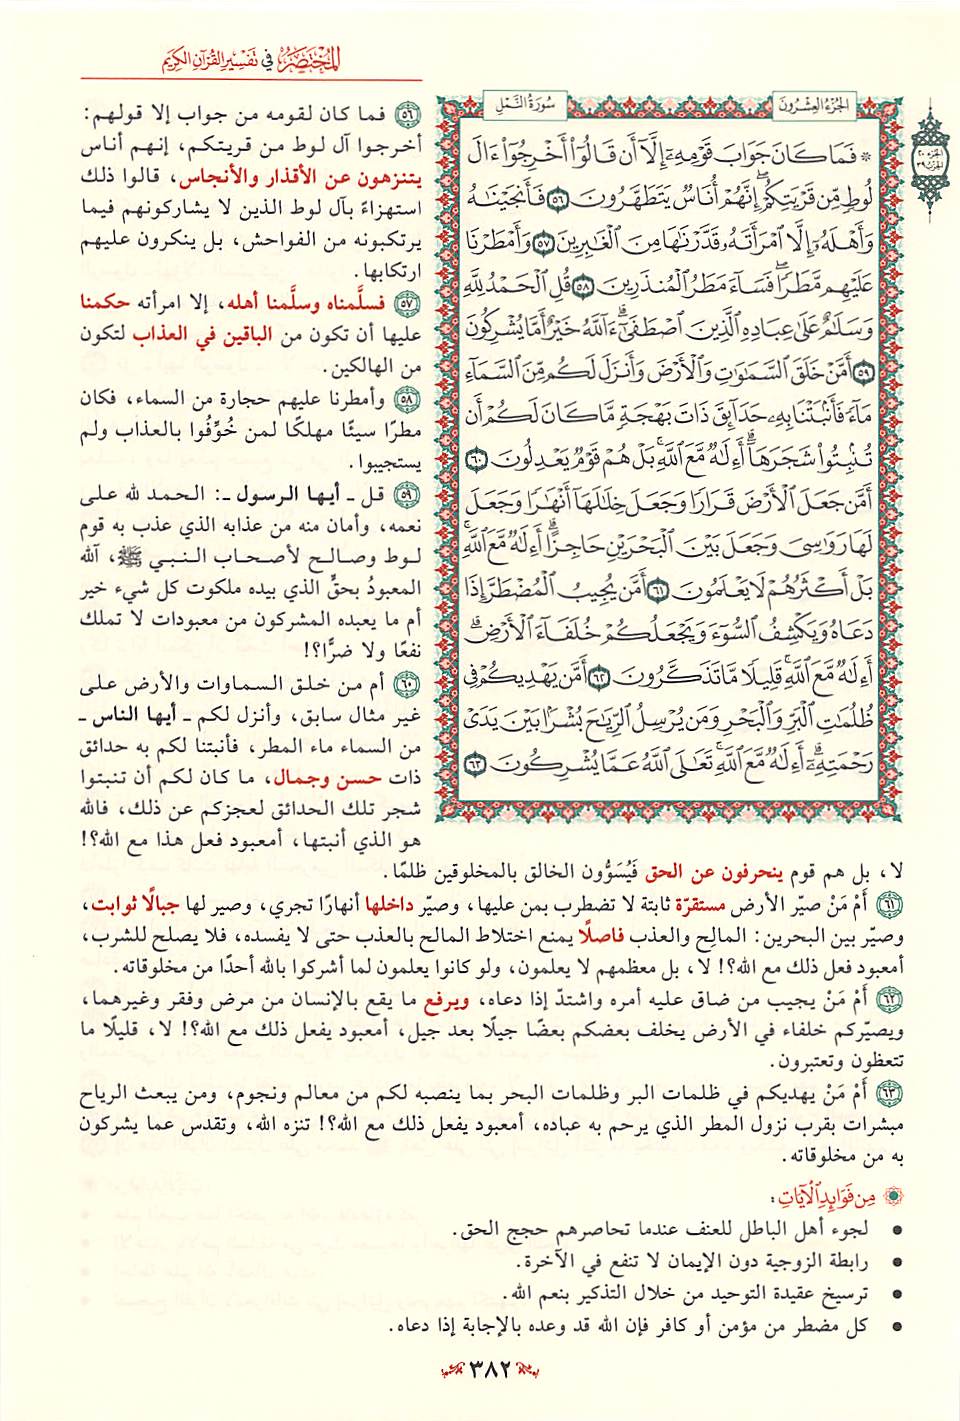 المختصر في تفسير القرآن الكريم
الجزء العشرون
سورة النمل
الجزء ٢٠
الحزب ٣٩
۞ فَمَا كَانَ جَوَابَ قَوْمِهِۦٓ إِلَّآ أَن قَالُوٓا۟ أَخْرِجُوٓا۟ ءَالَ
لُوطٍ مِّن قَرْيَتِكُمْ ۖ إِنَّهُمْ أُنَاسٌ يَتَطَهَّرُونَ ٥٦ فَأَنجَيْنَٰهُ
وَأَهْلَهُۥٓ إِلَّا ٱمْرَأَتَهُۥ قَدَّرْنَٰهَا مِنَ ٱلْغَٰبِرِينَ ٥٧ وَأَمْطَرْنَا
عَلَيْهِم مَّطَرًا ۖ فَسَآءَ مَطَرُ ٱلْمُنذَرِينَ ٥٨ قُلِ ٱلْحَمْدُ لِلَّهِ
وَسَلَٰمٌ عَلَىٰ عِبَادِهِ ٱلَّذِينَ ٱصْطَفَىٰٓ ۗ ءَآللَّهُ خَيْرٌ أَمَّا يُشْرِكُونَ
٥٩ أَمَّنْ خَلَقَ ٱلسَّمَٰوَٰتِ وَٱلْأَرْضَ وَأَنزَلَ لَكُم مِّنَ ٱلسَّمَآءِ
مَآءً فَأَنۢبَتْنَا بِهِۦ حَدَآئِقَ ذَاتَ بَهْجَةٍ مَّا كَانَ لَكُمْ أَن
تُنۢبِتُوا۟ شَجَرَهَآ ۗ أَءِلَٰهٌ مَّعَ ٱللَّهِ ۚ بَلْ هُمْ قَوْمٌ يَعْدِلُونَ ٦٠
أَمَّن جَعَلَ ٱلْأَرْضَ قَرَارًا وَجَعَلَ خِلَٰلَهَآ أَنْهَٰرًا وَجَعَلَ
لَهَا رَوَٰسِىَ وَجَعَلَ بَيْنَ ٱلْبَحْرَيْنِ حَاجِزًا ۗ أَءِلَٰهٌ مَّعَ ٱللَّهِ ۚ
بَلْ أَكْثَرُهُمْ لَا يَعْلَمُونَ ٦١ أَمَّن يُجِيبُ ٱلْمُضْطَرَّ إِذَا
دَعَاهُ وَيَكْشِفُ ٱلسُّوٓءَ وَيَجْعَلُكُمْ خُلَفَآءَ ٱلْأَرْضِ ۗ
أَءِلَٰهٌ مَّعَ ٱللَّهِ ۚ قَلِيلًا مَّا تَذَكَّرُونَ ٦٢ أَمَّن يَهْدِيكُمْ فِى
ظُلُمَٰتِ ٱلْبَرِّ وَٱلْبَحْرِ وَمَن يُرْسِلُ ٱلرِّيَٰحَ بُشْرًۢا بَيْنَ يَدَىْ
رَحْمَتِهِۦٓ ۗ أَءِلَٰهٌ مَّعَ ٱللَّهِ ۚ تَعَٰلَى ٱللَّهُ عَمَّا يُشْرِكُونَ ٦٣
٥٦ فما كان لقومه من جواب إلا قولهم:
أخرجوا آل لوط من قريتكم، إنهم أناس
يتنزهون عن الأقذار والأنجاس، قالوا ذلك
استهزاءً بآل لوط الذين لا يشاركونهم فيما
يرتكبونه من الفواحش، بل ينكرون عليهم
ارتكابها.
٥٧ فسلَّمناه وسلَّمنا أهله، إلا امرأته حكمنا
عليها أن تكون من الباقين في العذاب لتكون
من الهالكين.
٥٨ وأمطرنا عليهم حجارة من السماء، فكان
مطرًا سيئًا مهلكًا لمن خُوِّفُوا بالعذاب ولم
يستجيبوا.
٥٩ قل ـ أيها الرسول ـ: الحمد لله على
نعمه، وأمان منه من عذابه الذي عذب به قوم
لوط وصالح لأصحاب النبي ﷺ، آلله
المعبودُ بحقٍّ الذي بيده ملكوت كل شيء خير
أم ما يعبده المشركون من معبودات لا تملك
نفعًا ولا ضرًّا؟!
٦٠ أم من خلق السماوات والأرض على
غير مثال سابق، وأنزل لكم ـ أيها الناس ـ
من السماء ماء المطر، فأنبتنا لكم به حدائق
ذات حسن وجمال، ما كان لكم أن تنبتوا
شجر تلك الحدائق لعجزكم عن ذلك، فالله
هو الذي أنبتها، أمعبود فعل هذا مع الله؟!
لا، بل هم قوم ينحرفون عن الحق فَيُسَوُّون الخالق بالمخلوقين ظلمًا.
٦١ أَمْ مَنْ صيّر الأرض مستقرّة ثابتة لا تضطرب بمن عليها، وصيّر داخلها أنهارًا تجري، وصير لها جبالًا ثوابت،
وصيّر بين البحرين: المالِح والعذب فاصلًا يمنع اختلاط المالح بالعذب حتى لا يفسده، فلا يصلح للشرب،
أمعبود فعل ذلك مع الله؟! لا، بل معظمهم لا يعلمون، ولو كانوا يعلمون لما أشركوا بالله أحدًا من مخلوقاته.
٦٢ أَمْ مَنْ يجيب من ضاق عليه أمره واشتدّ إذا دعاه، ويرفع ما يقع بالإنسان من مرض وفقر وغيرهما،
ويصيّركم خلفاء في الأرض يخلف بعضكم بعضًا جيلًا بعد جيل، أمعبود يفعل ذلك مع الله؟! لا، قليلًا ما
تتعظون وتعتبرون.
٦٣ أَمْ مَنْ يهديكم في ظلمات البر وظلمات البحر بما ينصبه لكم من معالم ونجوم، ومن يبعث الرياح
مبشرات بقرب نزول المطر الذي يرحم به عباده، أمعبود يفعل ذلك مع الله؟! تنزه الله، وتقدس عما يشركون
به من مخلوقاته.
من فوائد الآيات:
• لجوء أهل الباطل للعنف عندما تحاصرهم حجج الحق.
• رابطة الزوجية دون الإيمان لا تنفع في الآخرة.
• ترسيخ عقيدة التوحيد من خلال التذكير بنعم الله.
• كل مضطر من مؤمن أو كافر فإن الله قد وعده بالإجابة إذا دعاه.
٣٨٢